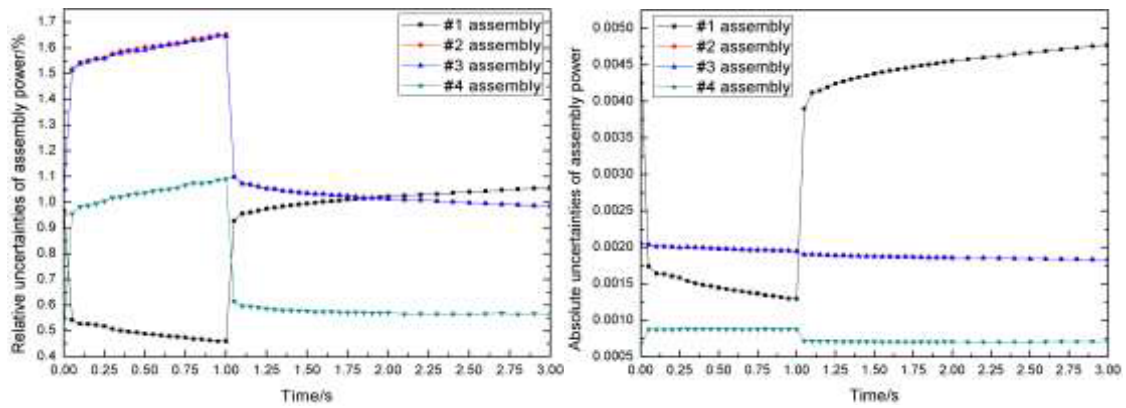 Relative uncertainties of assembly power/%
1.7
1.6
1.5
1.4
1.3
1.2
1.1
1.0
0.9
0.8
0.7
0.6
0.5
0.4
#1 assembly
#2 assembly
#3 assembly
#4 assembly
0.00 0.25 0.50 0.75 1.00 1.25 1.50 1.75 2.00 2.25 2.50 2.75 3.00
Time/s
Absolute uncertainties of assembly power
0.0050
0.0045
0.0040
0.0035
0.0030
0.0025
0.0020
0.0015
0.0010
0.0005
#1 assembly
#2 assembly
#3 assembly
#4 assembly
0.00 0.25 0.50 0.75 1.00 1.25 1.50 1.75 2.00 2.25 2.50 2.75 3.00
Time/s